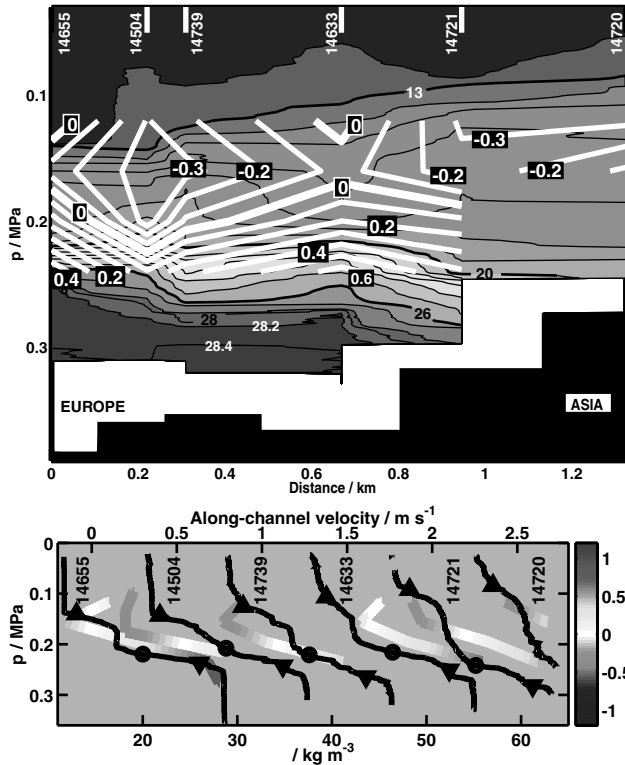 14655 14504 14739 14633 14721 14720
0.1
13
0 0 -0.3
-0.3 -0.2 -0.2 -0.2
0
p / MPa
0.2
0 0.2
0.4
0.4 0.2 0.6 20
28 28.2 26
28.4
0.3
EUROPE ASIA
0 0.2 0.4 0.6 0.8 1 1.2
Distance / km
Along-channel velocity / m s-1
0 0.5 1 1.5 2 2.5
0
14655 14504 14739 14633 14721 14720
0.1
p / MPa
0.2
0.3
20 30 40 50 60
/ kg m-3
1
0.5
0
-0.5
-1